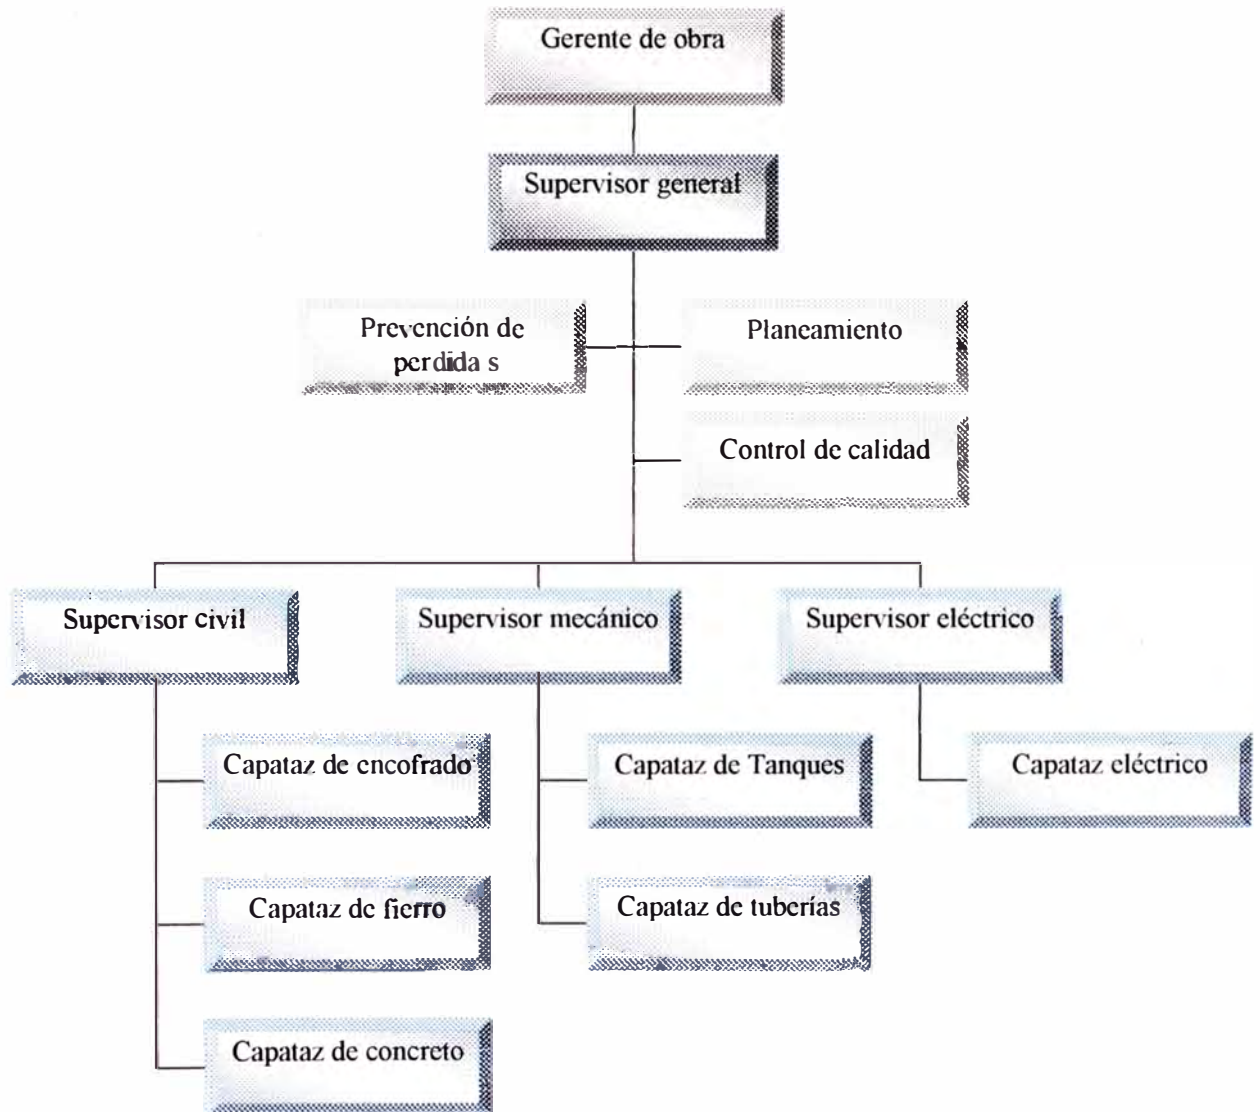 Gerente de obra
Supervisor general
Prevención de
perdida s
Planeamiento
Control de calidad
Supervisor civil
Supervisor mecánico
Supervisor eléctrico
Capataz de encofrado
Capataz de Tanques
Capataz eléctrico
Capataz de fierro
Capataz de tuberías
Capataz de concreto